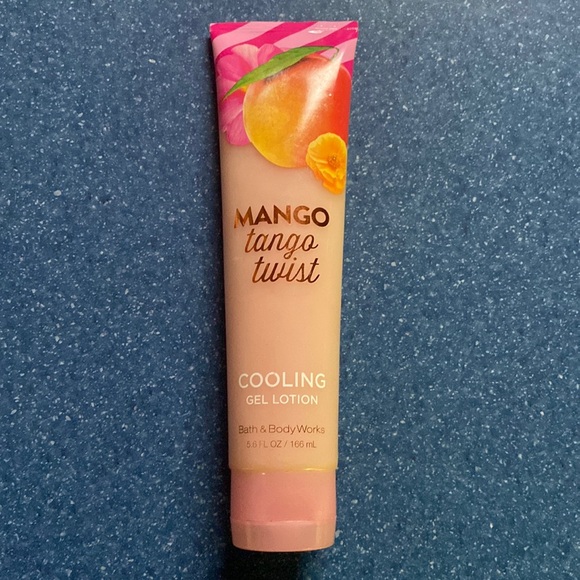 MANGO
tango
twist
COOLING
GEL LOTION
Bath & Body Works
5.6 FL OZ / 166 mL